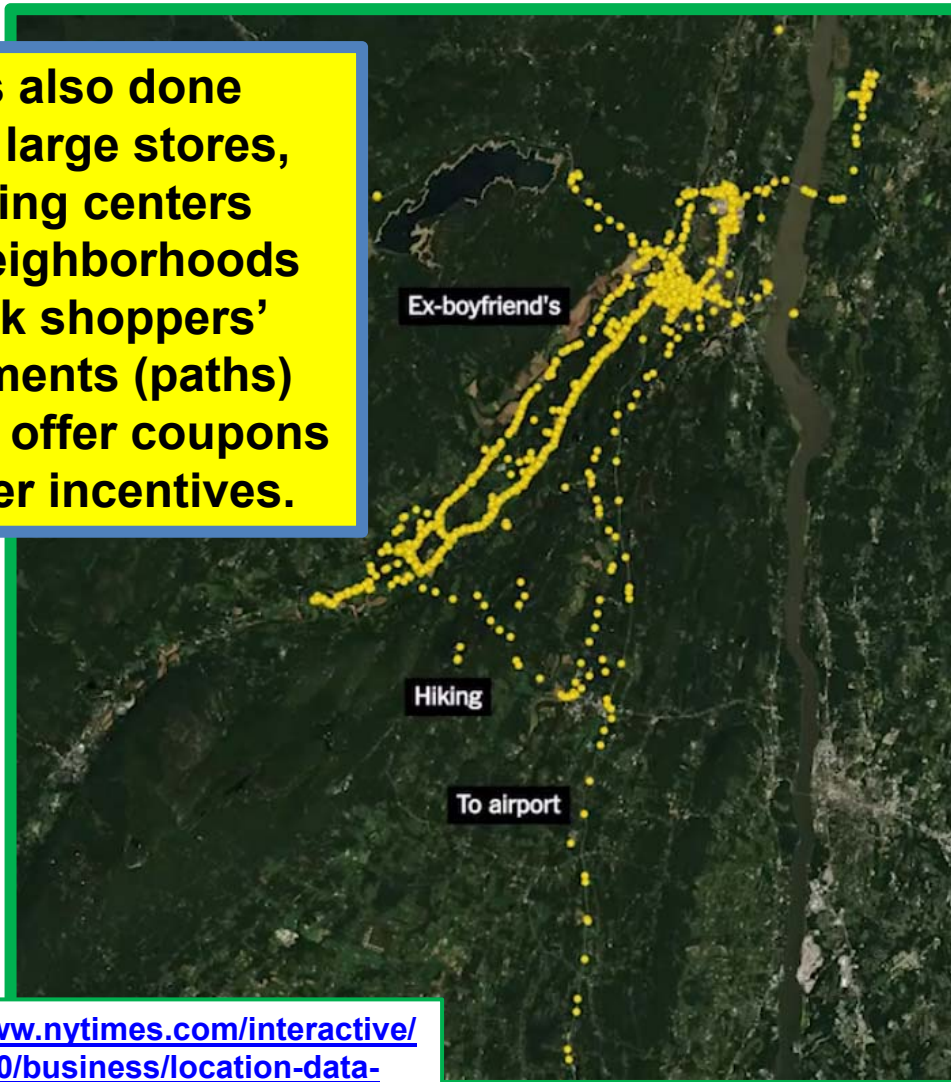 s also done
large stores,
ing centers
eighborhoods
k shoppers’
ments (paths)
offer coupons
er incentives.
Ex-boyfriend's
Hiking
To airport
ww.nytimes.com/interactive/
0/business/location-data-